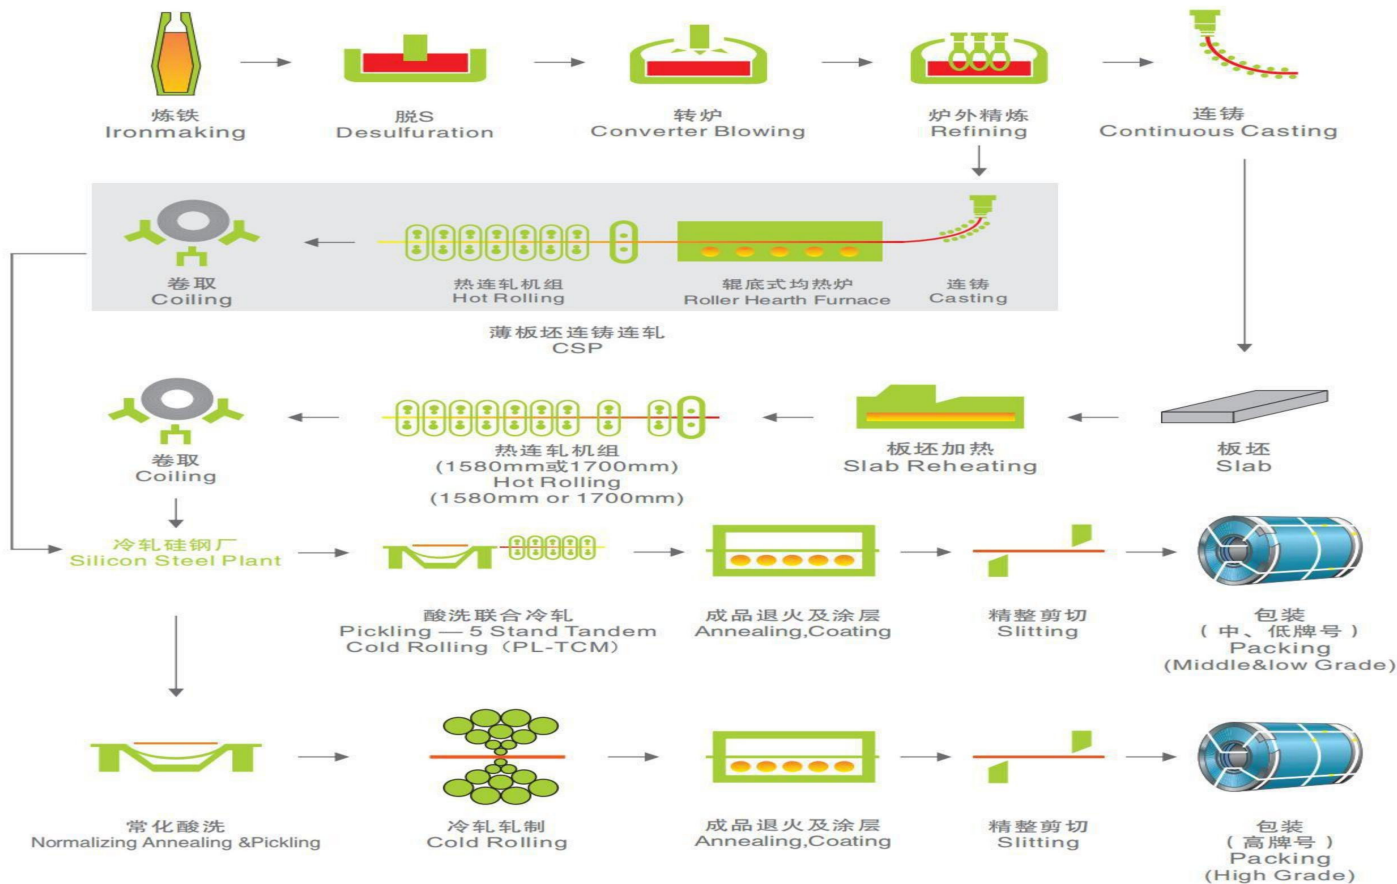 炼铁
Ironmaking
脱S
Desulfuration
转炉
Converter Blowing
炉外精炼
Refining
连铸
Continuous Casting
卷取
Coiling
热连轧机组
Hot Rolling
辊底式均热炉
Roller Hearth Furnace
连铸
Casting
薄板坯连铸连轧
CSP
卷取
Coiling
热连轧机组
(1580mm或1700mm)
Hot Rolling
(1580mm or 1700mm)
板坯加热
Slab Reheating
板坯
Slab
冷轧硅钢厂
Silicon Steel Plant
酸洗联合冷轧
Pickling — 5 Stand Tandem
Cold Rolling（PL-TCM）
成品退火及涂层
Annealing,Coating
精整剪切
Slitting
包装
（中、低牌号）
Packing
(Middle&low Grade)
常化酸洗
Normalizing Annealing &Pickling
冷轧轧制
Cold Rolling
成品退火及涂层
Annealing,Coating
精整剪切
Slitting
包装
（高牌号）
Packing
(High Grade)